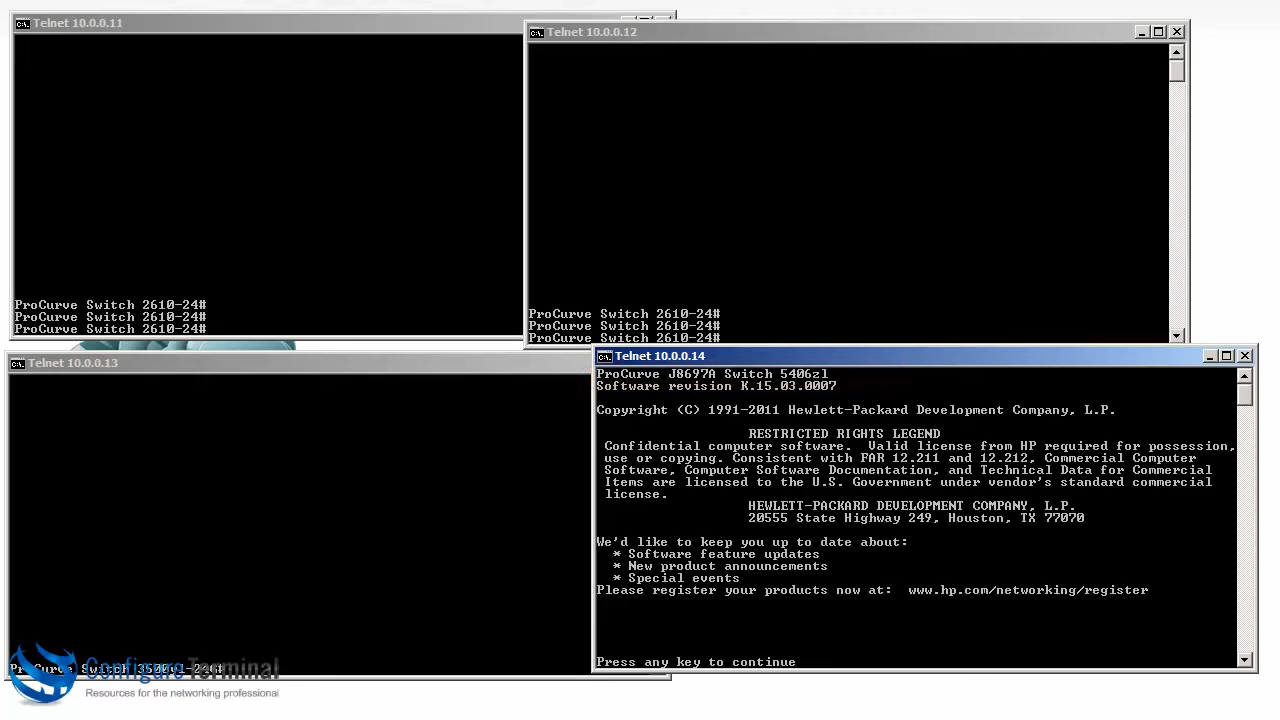 Telnet 10.0.0.11
ProCurve Switch 2610-24#
ProCurve Switch 2610-24#
ProCurve Switch 2610-24#
Telnet 10.0.0.12
ProCurve Switch 2610-24#
ProCurve Switch 2610-24#
ProCurve Switch 2610-24#
Telnet 10.0.0.13
ProCurve Switch 3500yl-24G#
ConfigureTerminal
Resources for the networking professional
Telnet 10.0.0.14
ProCurve J8697A Switch 5406zl
Software revision K.15.03.0007
Copyright (C) 1991-2011 Hewlett-Packard Development Company, L.P.
RESTRICTED RIGHTS LEGEND
Confidential computer software.  Valid license from HP required for possession,
use or copying. Consistent with FAR 12.211 and 12.212, Commercial Computer
Software, Computer Software Documentation, and Technical Data for Commercial
Items are licensed to the U.S. Government under vendor's standard commercial
license.
HEWLETT-PACKARD DEVELOPMENT COMPANY, L.P.
20555 State Highway 249, Houston, TX 77070
We'd like to keep you up to date about:
* Software feature updates
* New product announcements
* Special events
Please register your products now at:  www.hp.com/networking/register
Press any key to continue